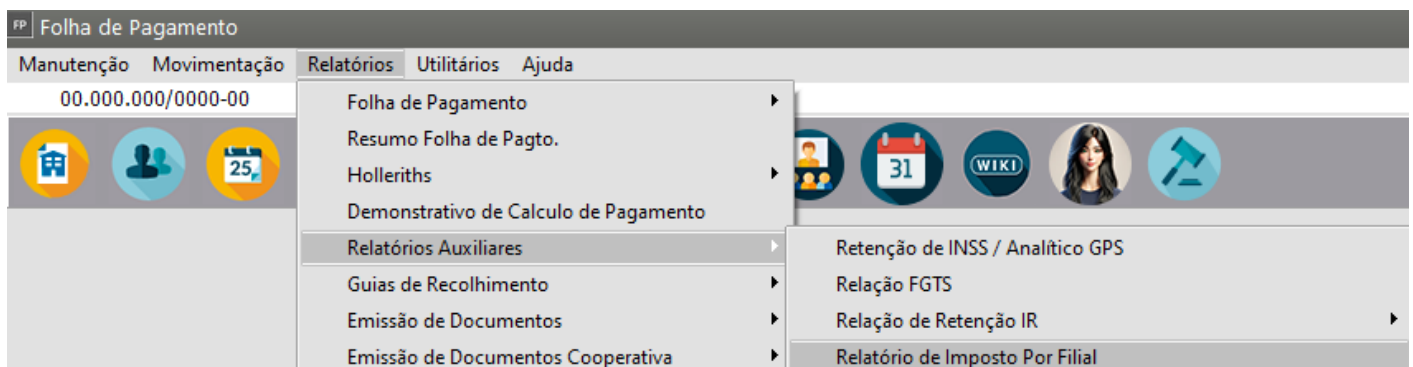 FP Folha de Pagamento
Manutenção Movimentação Relatórios Utilitários Ajuda
00.000.000/0000-00
Folha de Pagamento
Resumo Folha de Pagto.
Holleriths
Demonstrativo de Calculo de Pagamento
Relatórios Auxiliares
Guias de Recolhimento
Emissão de Documentos
Emissão de Documentos Cooperativa
25
31
WIKI
Retenção de INSS / Analítico GPS
Relação FGTS
Relação de Retenção IR
Relatório de Imposto Por Filial